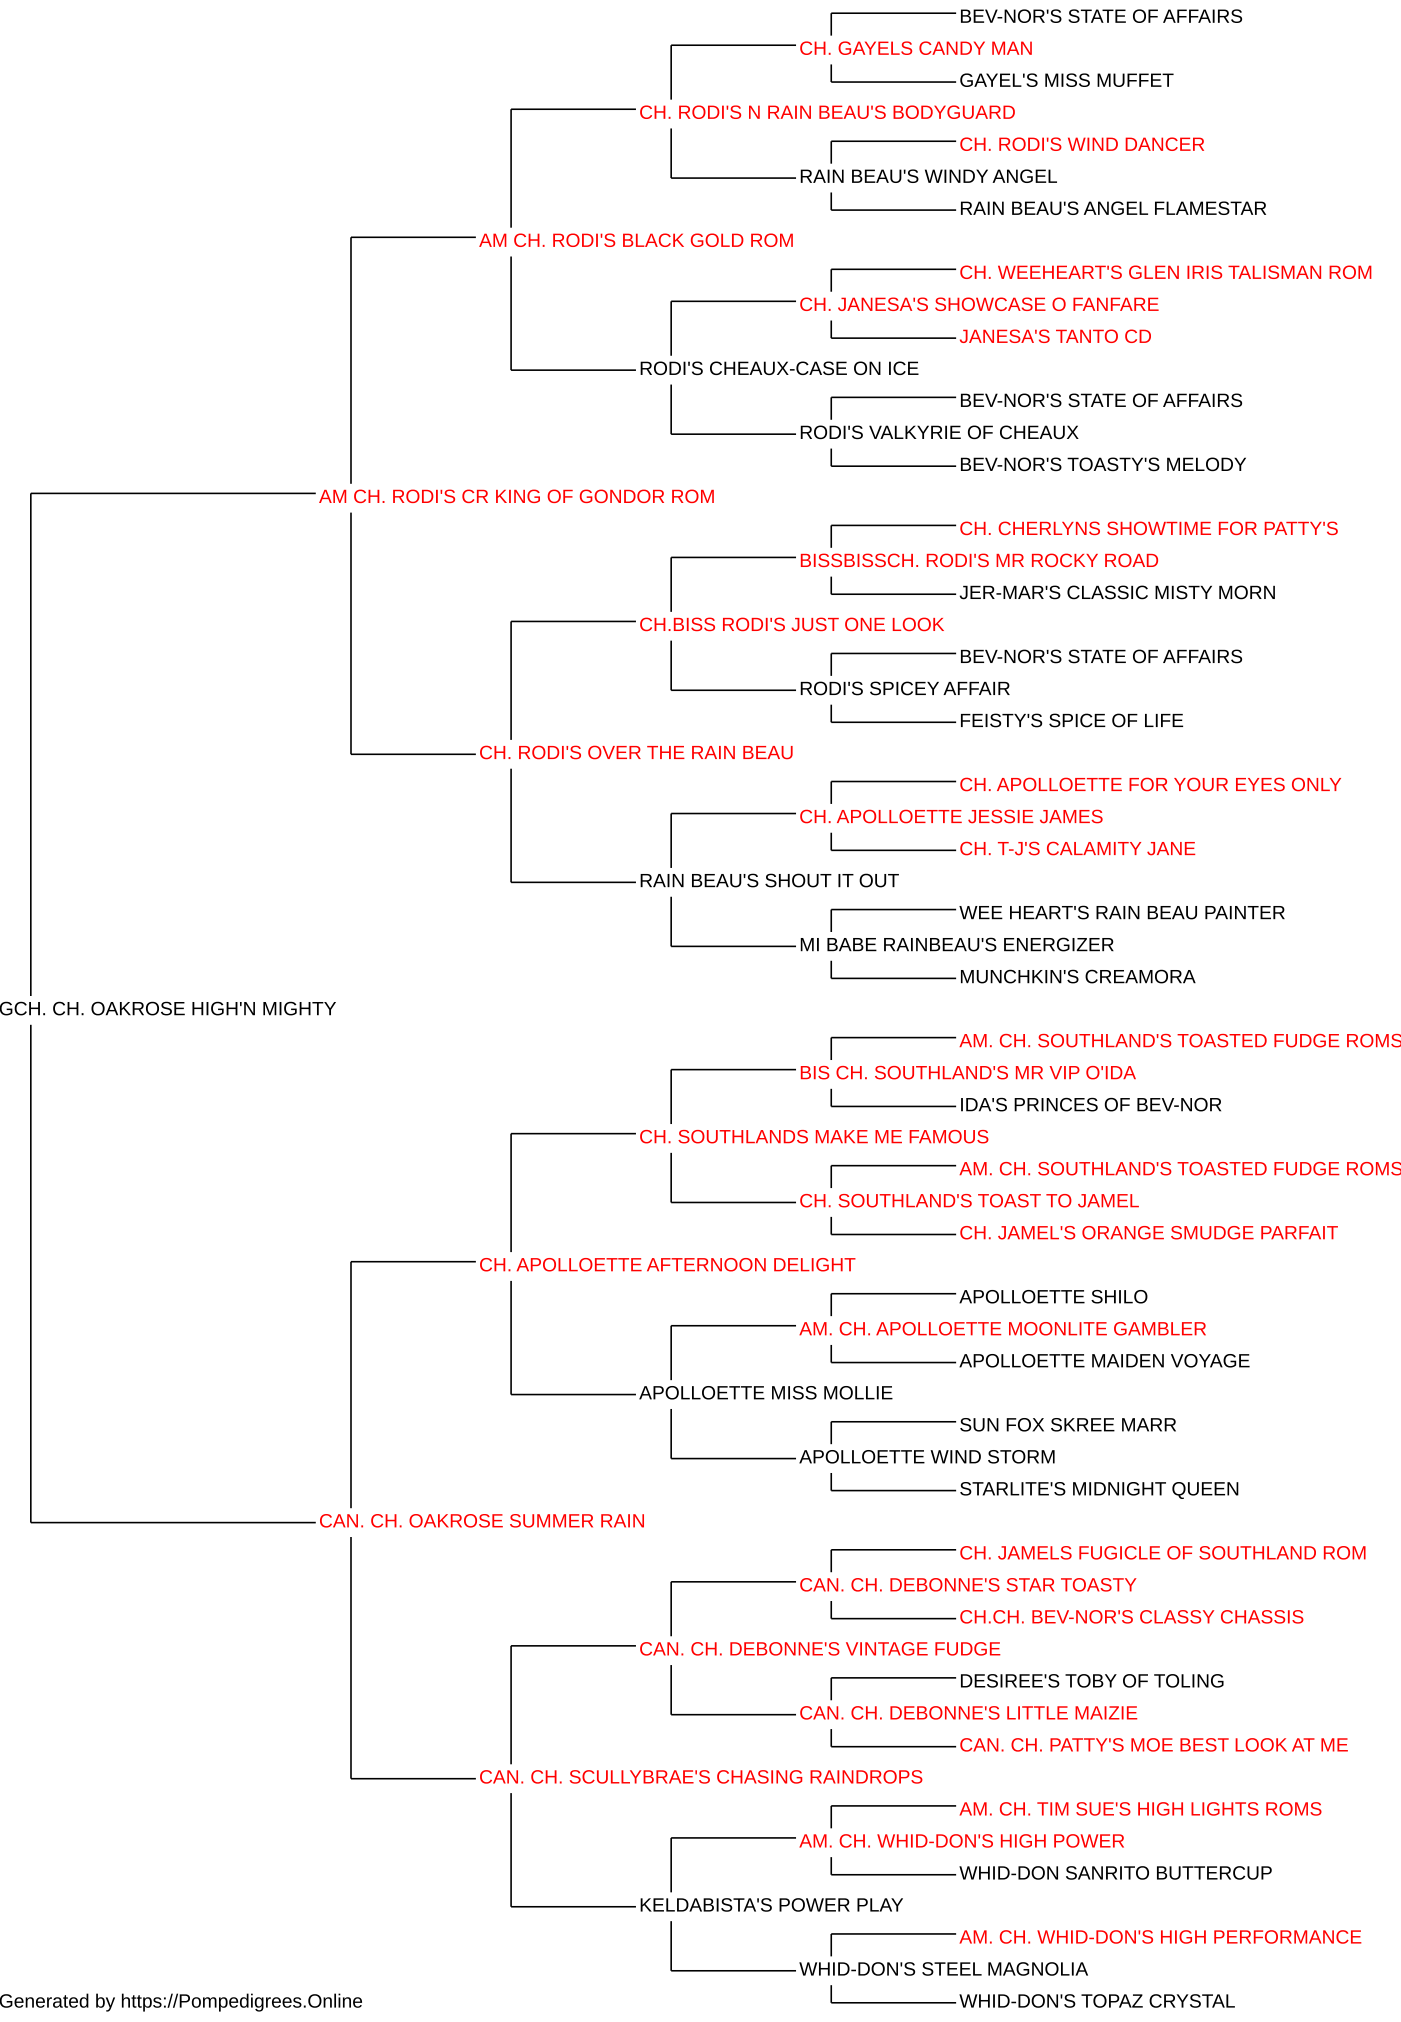 BEV-NOR'S STATE OF AFFAIRS
CH. GAYELS CANDY MAN
GAYEL'S MISS MUFFET
CH. RODI'S N RAIN BEAU'S BODYGUARD
CH. RODI'S WIND DANCER
RAIN BEAU'S WINDY ANGEL
RAIN BEAU'S ANGEL FLAMESTAR
AM CH. RODI'S BLACK GOLD ROM
CH. WEEHEART'S GLEN IRIS TALISMAN ROM
CH. JANESA'S SHOWCASE O FANFARE
JANESA'S TANTO CD
RODI'S CHEAUX-CASE ON ICE
BEV-NOR'S STATE OF AFFAIRS
RODI'S VALKYRIE OF CHEAUX
BEV-NOR'S TOASTY'S MELODY
AM CH. RODI'S CR KING OF GONDOR ROM
CH. CHERLYNS SHOWTIME FOR PATTY'S
BISSBISSCH. RODI'S MR ROCKY ROAD
JER-MAR'S CLASSIC MISTY MORN
CH.BISS RODI'S JUST ONE LOOK
BEV-NOR'S STATE OF AFFAIRS
RODI'S SPICEY AFFAIR
FEISTY'S SPICE OF LIFE
CH. RODI'S OVER THE RAIN BEAU
CH. APOLLOETTE FOR YOUR EYES ONLY
CH. APOLLOETTE JESSIE JAMES
CH. T-J'S CALAMITY JANE
RAIN BEAU'S SHOUT IT OUT
WEE HEART'S RAIN BEAU PAINTER
MI BABE RAINBEAU'S ENERGIZER
MUNCHKIN'S CREAMORA
GCH. CH. OAKROSE HIGH'N MIGHTY
AM. CH. SOUTHLAND'S TOASTED FUDGE ROMS
BIS CH. SOUTHLAND'S MR VIP O'IDA
IDA'S PRINCES OF BEV-NOR
CH. SOUTHLANDS MAKE ME FAMOUS
AM. CH. SOUTHLAND'S TOASTED FUDGE ROMS
CH. SOUTHLAND'S TOAST TO JAMEL
CH. JAMEL'S ORANGE SMUDGE PARFAIT
CH. APOLLOETTE AFTERNOON DELIGHT
APOLLOETTE SHILO
AM. CH. APOLLOETTE MOONLITE GAMBLER
APOLLOETTE MAIDEN VOYAGE
APOLLOETTE MISS MOLLIE
SUN FOX SKREE MARR
APOLLOETTE WIND STORM
STARLITE'S MIDNIGHT QUEEN
CAN. CH. OAKROSE SUMMER RAIN
CH. JAMELS FUGICLE OF SOUTHLAND ROM
CAN. CH. DEBONNE'S STAR TOASTY
CH.CH. BEV-NOR'S CLASSY CHASSIS
CAN. CH. DEBONNE'S VINTAGE FUDGE
DESIREE'S TOBY OF TOLING
CAN. CH. DEBONNE'S LITTLE MAIZIE
CAN. CH. PATTY'S MOE BEST LOOK AT ME
CAN. CH. SCULLYBRAE'S CHASING RAINDROPS
AM. CH. TIM SUE'S HIGH LIGHTS ROMS
AM. CH. WHID-DON'S HIGH POWER
WHID-DON SANRITO BUTTERCUP
KELDABISTA'S POWER PLAY
AM. CH. WHID-DON'S HIGH PERFORMANCE
WHID-DON'S STEEL MAGNOLIA
WHID-DON'S TOPAZ CRYSTAL
Generated by https://Pompedigrees.Online